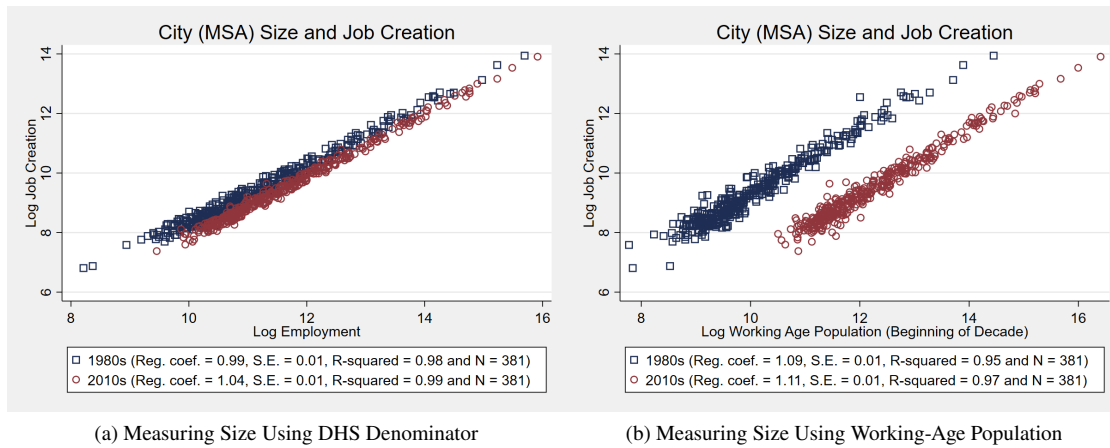 City (MSA) Size and Job Creation
14
12
10
8
6
Log Job Creation
8 10 12 14 16
Log Employment
1980s (Reg. coef. = 0.99, S.E. = 0.01, R-squared = 0.98 and N = 381)
2010s (Reg. coef. = 1.04, S.E. = 0.01, R-squared = 0.99 and N = 381)
(a) Measuring Size Using DHS Denominator
City (MSA) Size and Job Creation
14
12
10
8
6
Log Job Creation
8 10 12 14 16
Log Working Age Population (Beginning of Decade)
1980s (Reg. coef. = 1.09, S.E. = 0.01, R-squared = 0.95 and N = 381)
2010s (Reg. coef. = 1.11, S.E. = 0.01, R-squared = 0.97 and N = 381)
(b) Measuring Size Using Working-Age Population